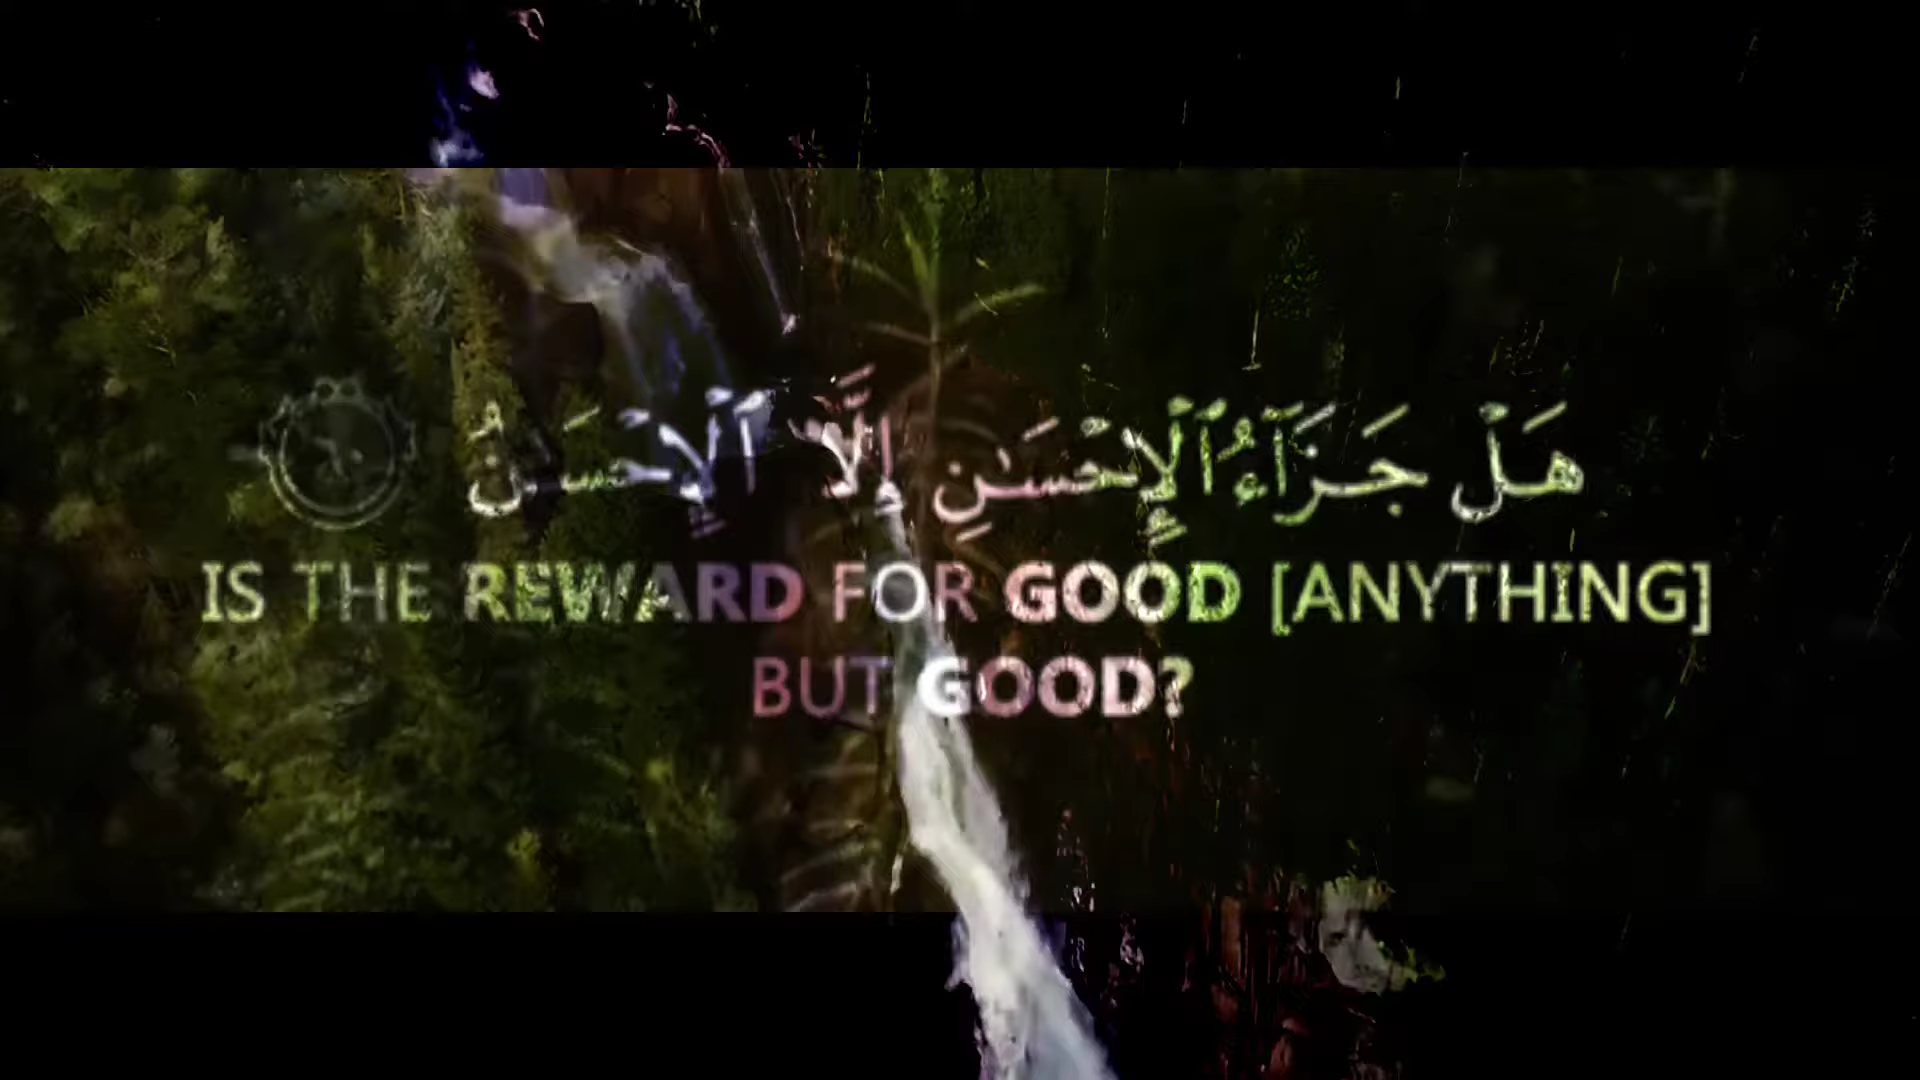 هَلْ جَزَآءُ ٱلْإِحْسَـٰنِ إِلَّا ٱلْإِحْسَـٰنُ
IS THE REWARD FOR GOOD [ANYTHING]
BUT GOOD?